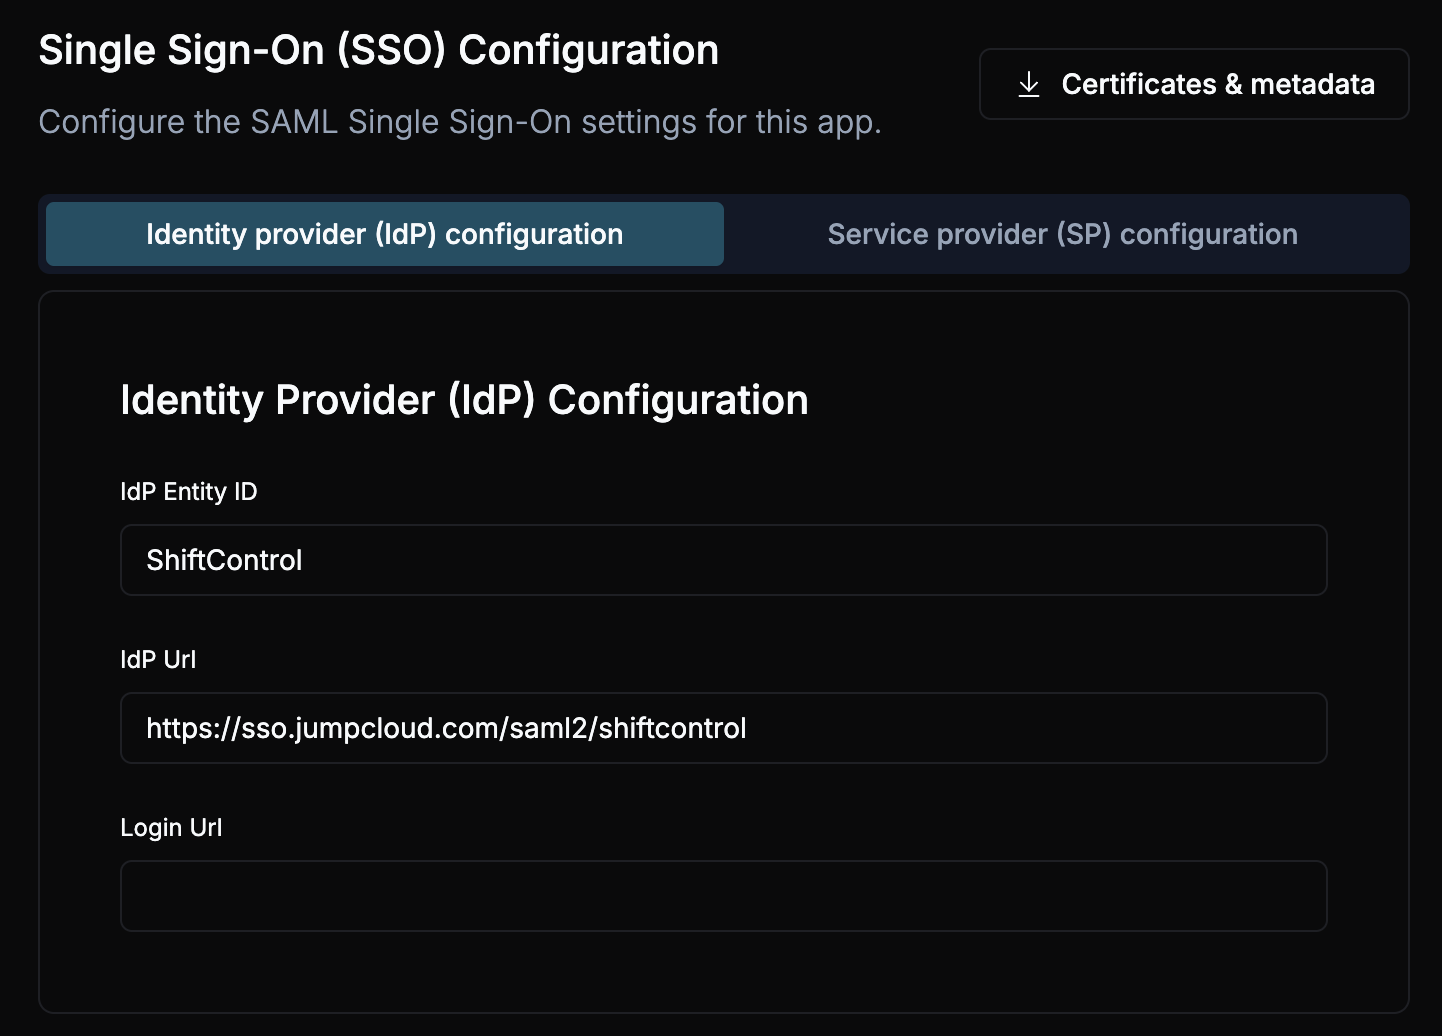 Single Sign-On (SSO) Configuration
Configure the SAML Single Sign-On settings for this app.
Certificates & metadata
Identity provider (IdP) configuration
Service provider (SP) configuration
Identity Provider (IdP) Configuration
IdP Entity ID
ShiftControl
IdP Url
https://sso.jumpcloud.com/saml2/shiftcontrol
Login Url